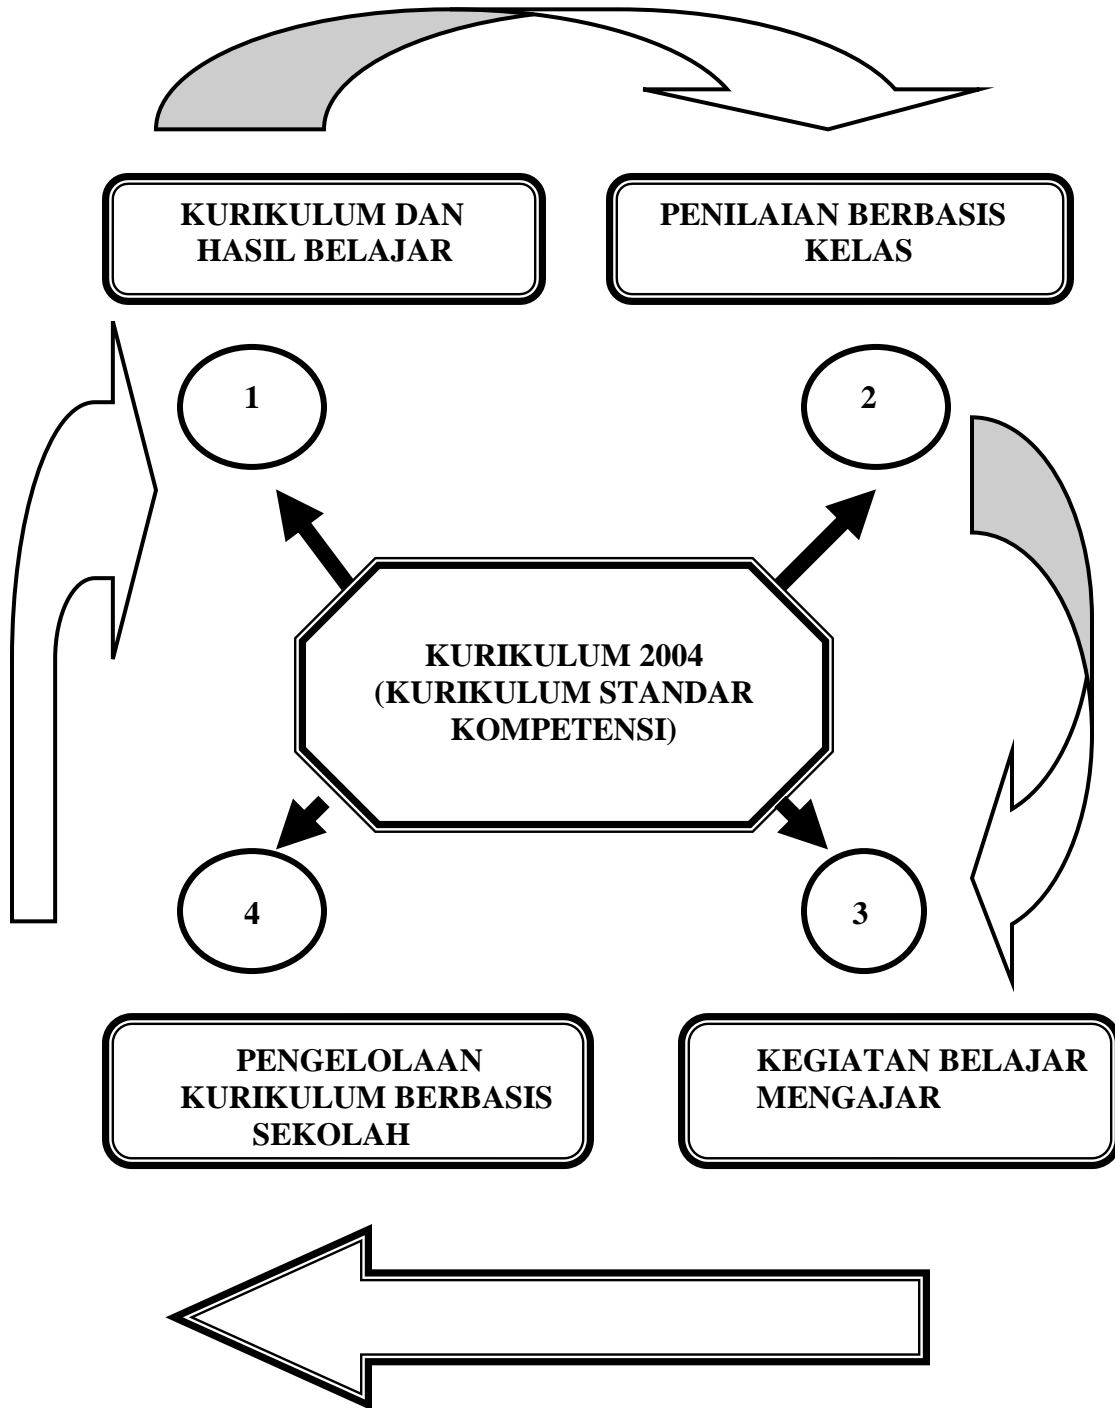 KURIKULUM DAN
HASIL BELAJAR
PENILAIAN BERBASIS
KELAS
1
2
KURIKULUM 2004
(KURIKULUM STANDAR
KOMPETENSI)
4
3
PENGELOLAAN
KURIKULUM BERBASIS
SEKOLAH
KEGIATAN BELAJAR
MENGAJAR